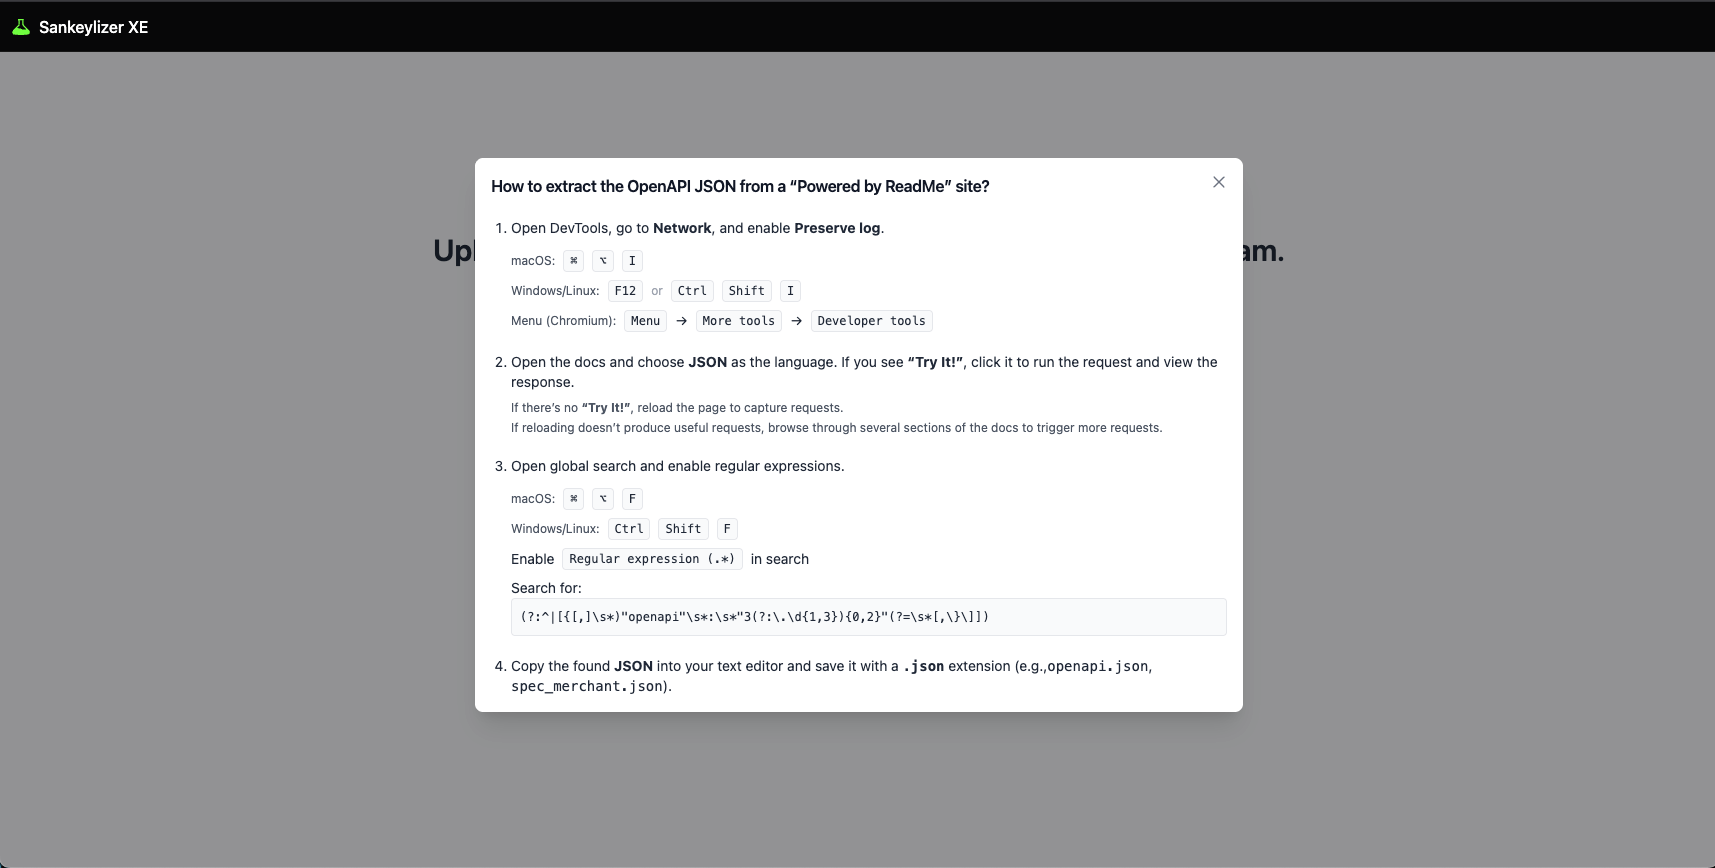 Sankeylizer XE
How to extract the OpenAPI JSON from a “Powered by ReadMe” site?
Upl
am.
1. Open DevTools, go to Network, and enable Preserve log.
macOS: ⌘ ⌥ I
Windows/Linux: F12 or Ctrl Shift I
Menu (Chromium): Menu → More tools → Developer tools
2. Open the docs and choose JSON as the language. If you see “Try It!”, click it to run the request and view the
response.
If there’s no “Try It!”, reload the page to capture requests.
If reloading doesn’t produce useful requests, browse through several sections of the docs to trigger more requests.
3. Open global search and enable regular expressions.
macOS: ⌘ ⌥ F
Windows/Linux: Ctrl Shift F
Enable Regular expression (.*) in search
Search for:
(?:^|[{[,]\s*)"openapi"\s*:\s*"3(?:\.\d{1,3}){0,2}"(?=\s*[,\}\]])
4. Copy the found JSON into your text editor and save it with a .json extension (e.g.,openapi.json,
spec_merchant.json).